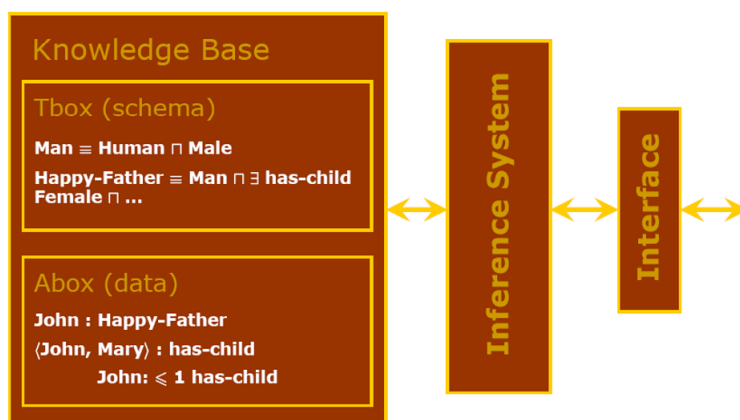 Knowledge Base
Tbox (schema)
Man ≡ Human ⊓ Male
Happy-Father ≡ Man ⊓ ∃ has-child
Female ⊓ ...
Abox (data)
John : Happy-Father
⟨John, Mary⟩ : has-child
John: ⩽ 1 has-child
Inference System
Interface